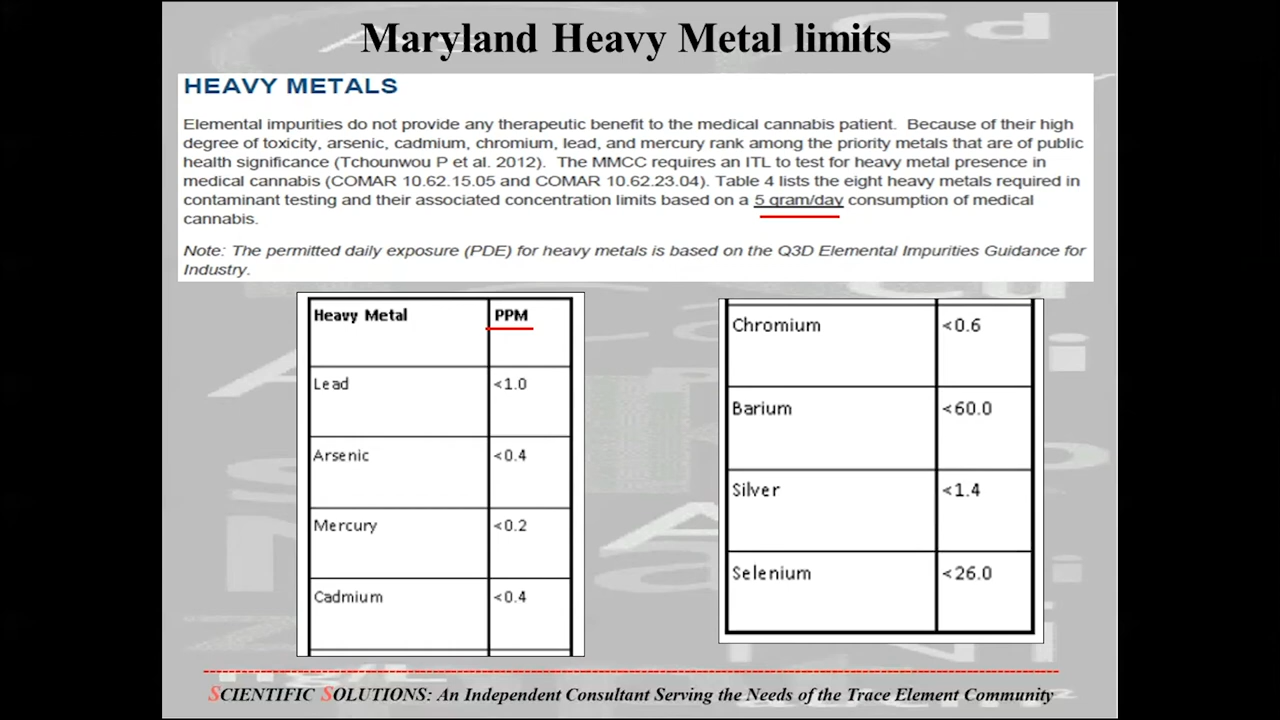 Maryland Heavy Metal limits
HEAVY METALS
Elemental impurities do not provide any therapeutic benefit to the medical cannabis patient. Because of their high
degree of toxicity, arsenic, cadmium, chromium, lead, and mercury rank among the priority metals that are of public
health significance (Tchounwou P et al. 2012). The MMCC requires an ITL to test for heavy metal presence in
medical cannabis (COMAR 10.62.15.05 and COMAR 10.62.23.04). Table 4 lists the eight heavy metals required in
contaminant testing and their associated concentration limits based on a 5 gram/day consumption of medical
cannabis.
Note: The permitted daily exposure (PDE) for heavy metals is based on the Q3D Elemental Impurities Guidance for
Industry.
Heavy Metal PPM
Lead <1.0
Arsenic <0.4
Mercury <0.2
Cadmium <0.4
Chromium <0.6
Barium <60.0
Silver <1.4
Selenium <26.0
SCIENTIFIC SOLUTIONS: An Independent Consultant Serving the Needs of the Trace Element Community